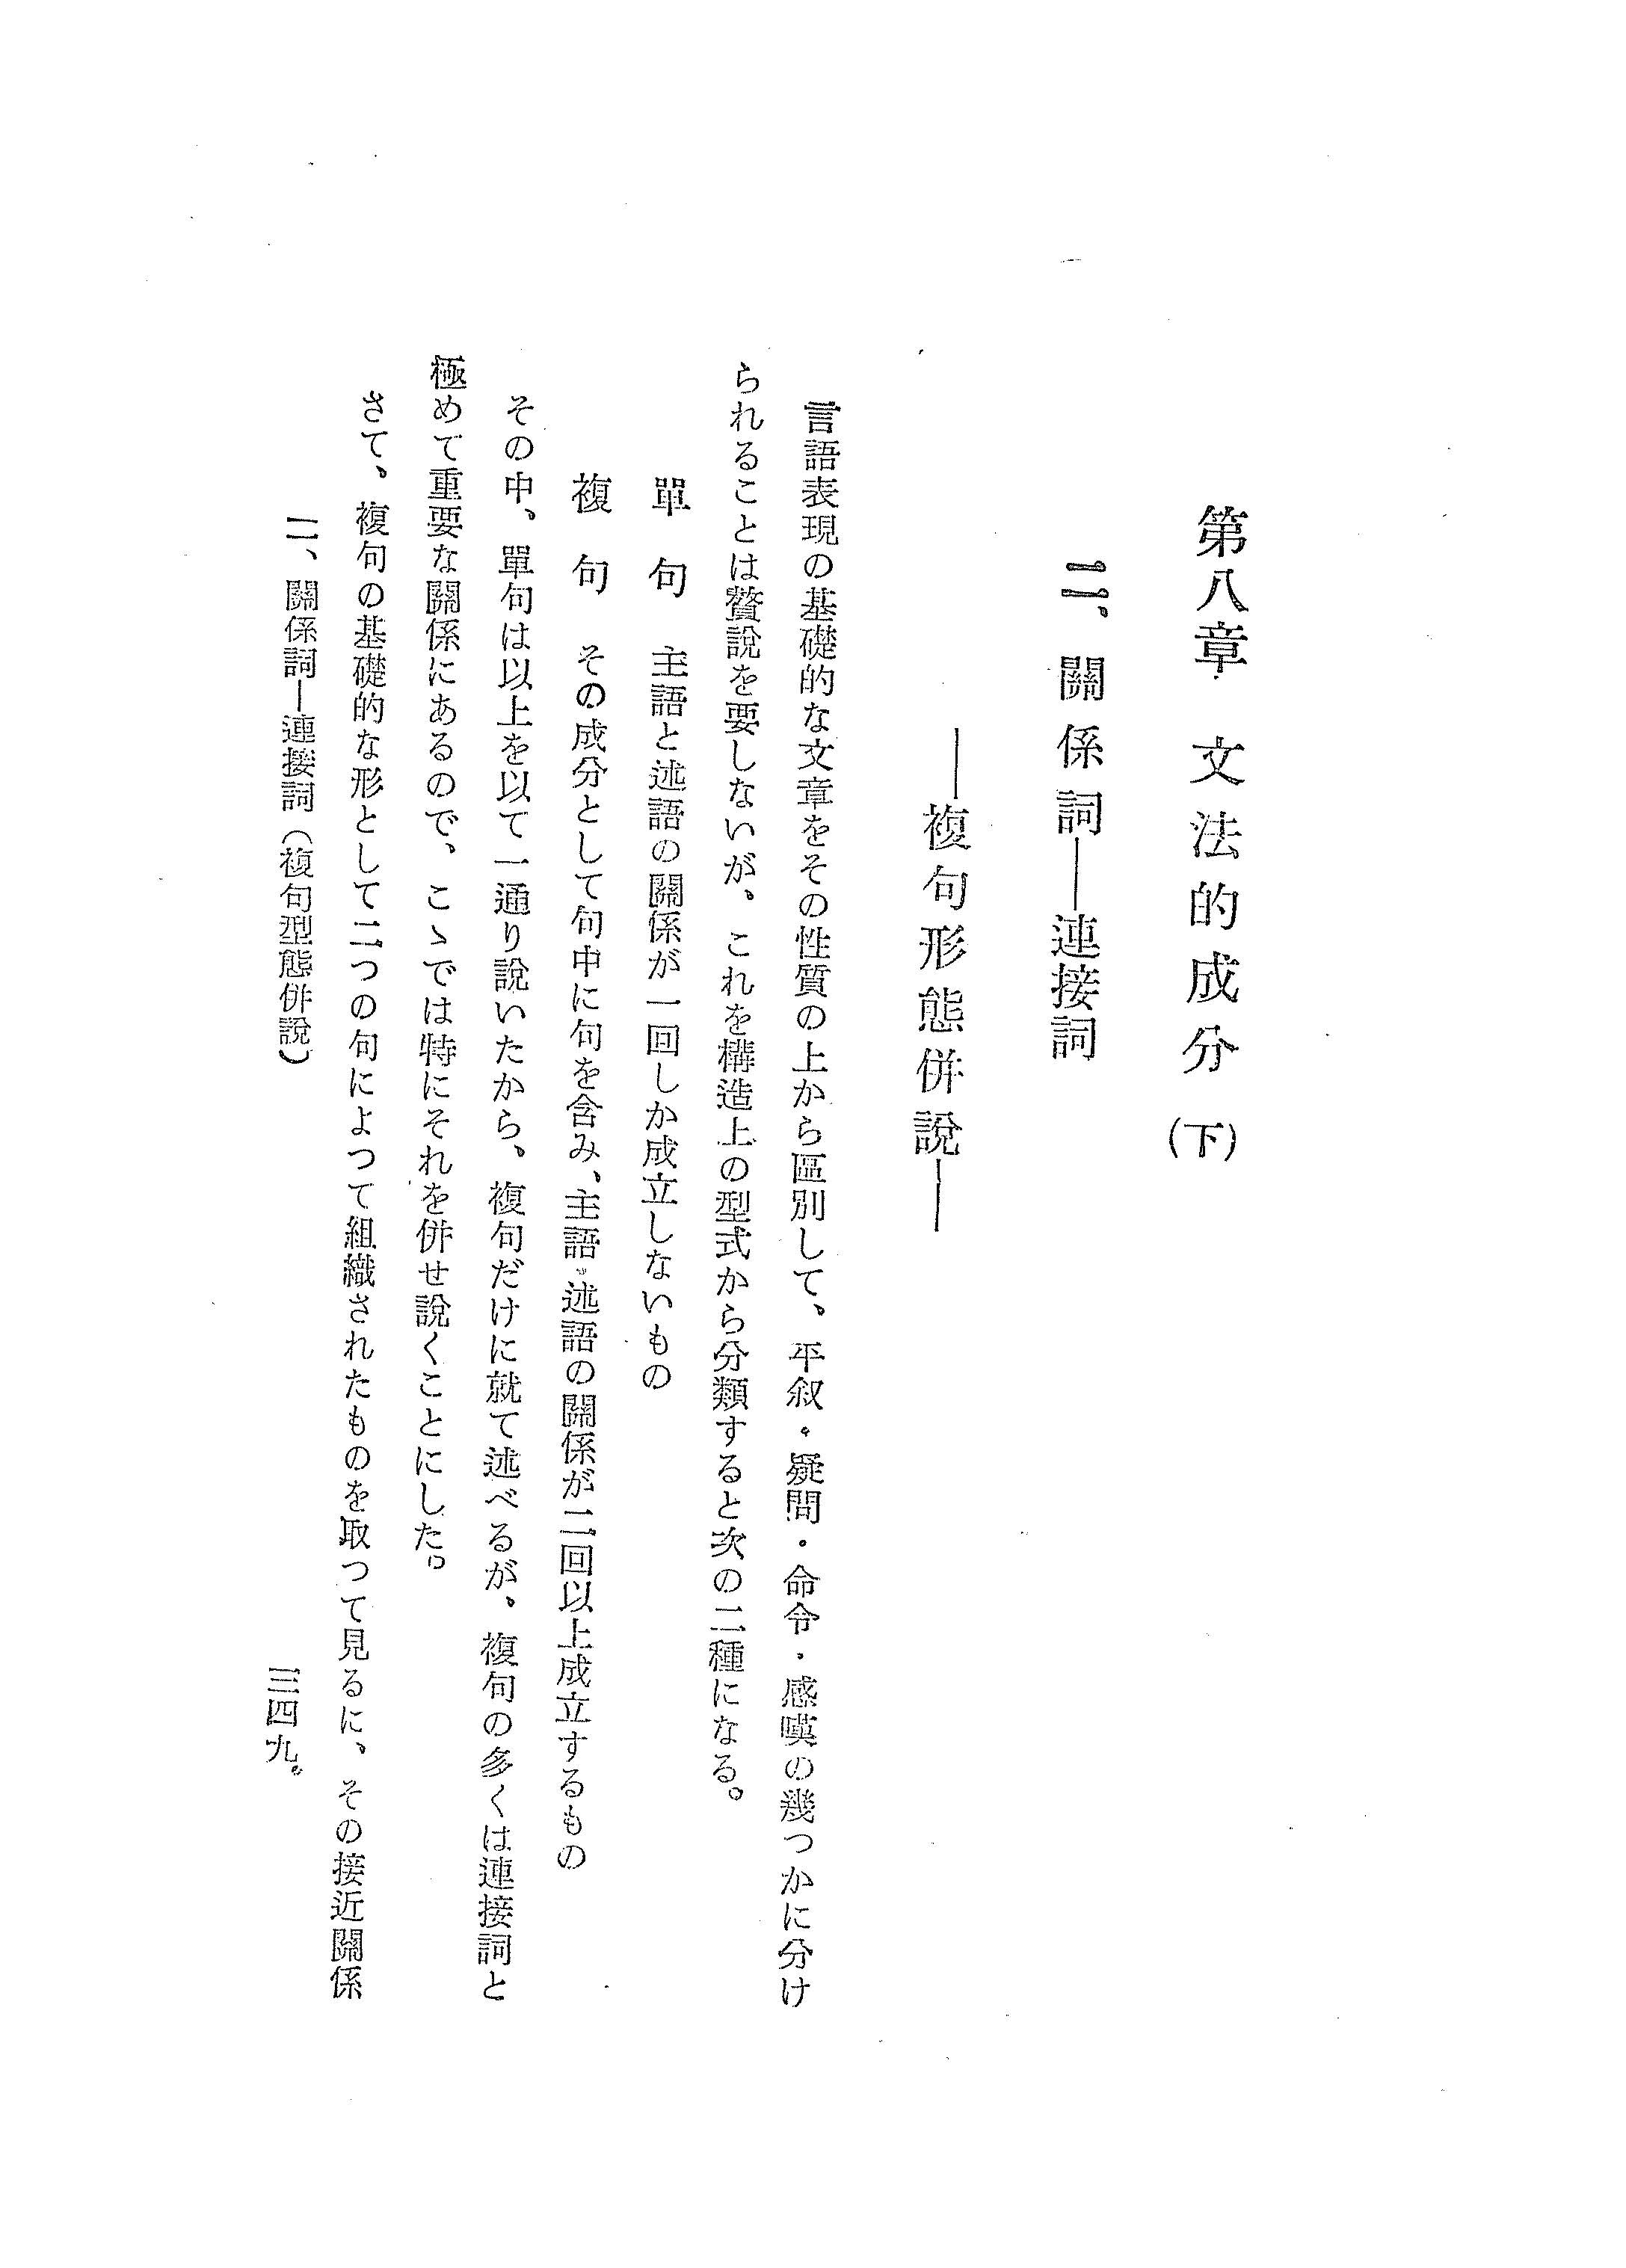 第八章　文法的成分（下）
二、關係詞―連接詞
――複句形態併說――
言語表現の基礎的な文章をその性質の上から區別して、平叙・疑問・命令・感嘆の幾つかに分け
られることは贅說を要しないが、これを構造上の型式から分類すると次の二種になる。
單　句　主語と述語の關係が一回しか成立しないもの
複　句　その成分として句中に句を含み、主語・述語の關係が二回以上成立するもの
その中、單句は以上を以て一通り說いたから、複句だけに就て述べるが、複句の多くは連接詞と
極めて重要な關係にあるので、こゝでは特にそれを併せ說くことにした。
さて、複句の基礎的な形として二つの句によつて組織されたものを取つて見るに、その接近關係
二、關係詞―連接詞（複句型態併說）
三四九